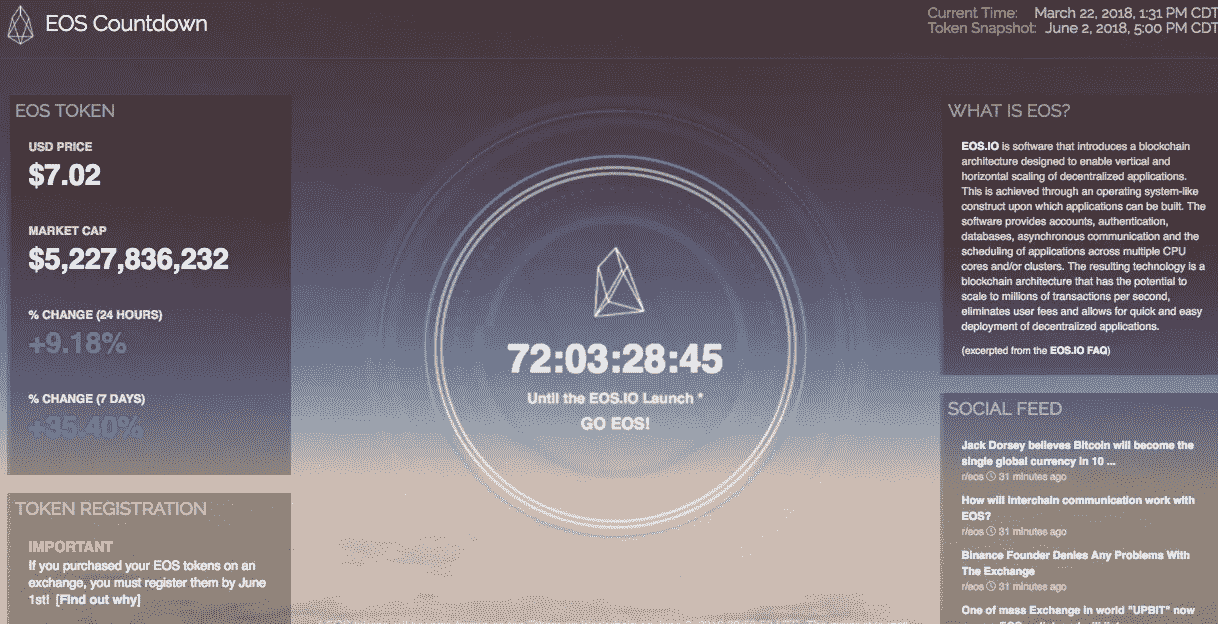 EOS Countdown
Current Time: March 22, 2018, 1:31 PM CDT
Token Snapshot: June 2, 2018, 5:00 PM CDT
EOS TOKEN
USD PRICE
$7.02
MARKET CAP
$5,227,836,232
% CHANGE (24 HOURS)
+9.18%
% CHANGE (7 DAYS)
+35.40%
TOKEN REGISTRATION
IMPORTANT
If you purchased your EOS tokens on an
exchange, you must register them by June
1st! [Find out why]
72:03:28:45
Until the EOS.IO Launch *
GO EOS!
WHAT IS EOS?
EOS.IO is software that introduces a blockchain
architecture designed to enable vertical and
horizontal scaling of decentralized applications.
This is achieved through an operating system-like
construct upon which applications can be built. The
software provides accounts, authentication,
databases, asynchronous communication and the
scheduling of applications across multiple CPU
cores and/or clusters. The resulting technology is a
blockchain architecture that has the potential to
scale to millions of transactions per second,
eliminates user fees and allows for quick and easy
deployment of decentralized applications.
(excerpted from the EOS.IO FAQ)
SOCIAL FEED
Jack Dorsey believes Bitcoin will become the
single global currency in 10 ...
r/eos 31 minutes ago
How will interchain communication work with
EOS?
r/eos 31 minutes ago
Binance Founder Denies Any Problems With
The Exchange
r/eos 31 minutes ago
One of mass Exchange in world "UPBIT" now